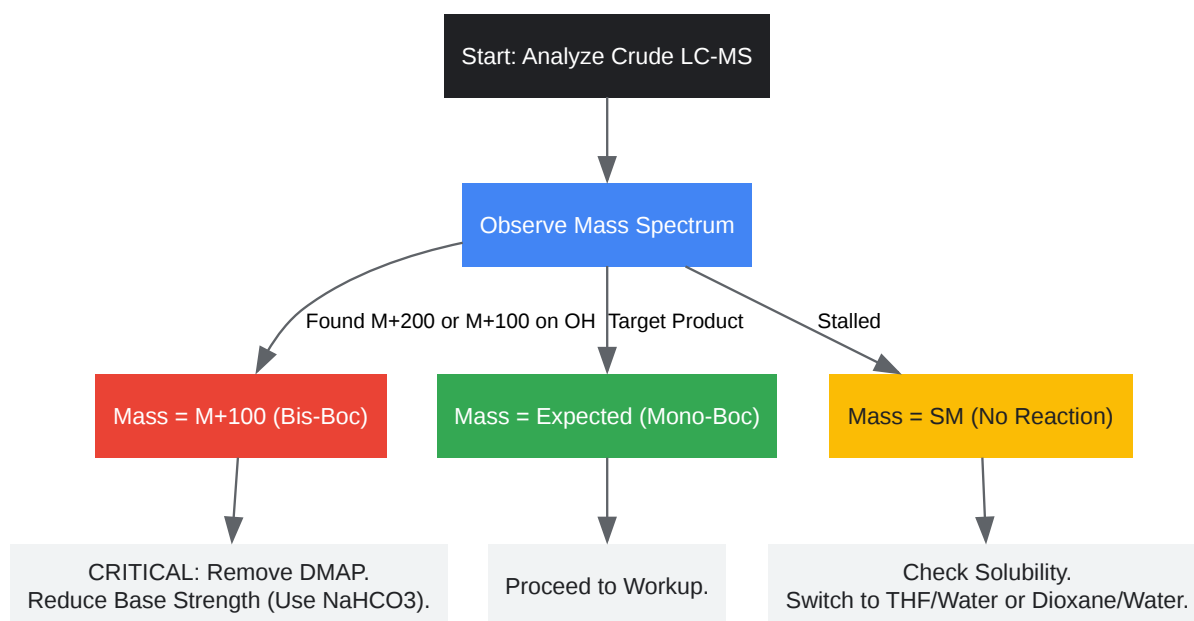 Start: Analyze Crude LC-MS
Observe Mass Spectrum
Found M+200 or M+100 on OH
Target Product
Stalled
Mass = M+100 (Bis-Boc)
Mass = Expected (Mono-Boc)
Mass = SM (No Reaction)
CRITICAL: Remove DMAP.
Reduce Base Strength (Use NaHCO3).
Proceed to Workup.
Check Solubility.
Switch to THF/Water or Dioxane/Water.